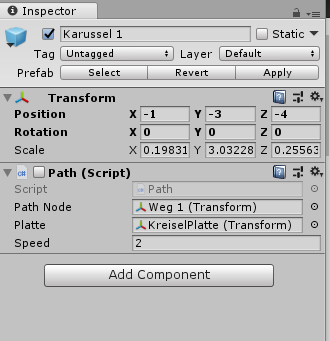 Inspector
Karussel 1 Static
Tag Untagged Layer Default
Prefab Select Revert Apply
Transform
Position X -1 Y -3 Z -4
Rotation X 0 Y 0 Z 0
Scale X 0.19831 Y 3.03228 Z 0.25563
Path (Script)
Script Path
Path Node Weg 1 (Transform)
Platte KreiselPlatte (Transform)
Speed 2
Add Component